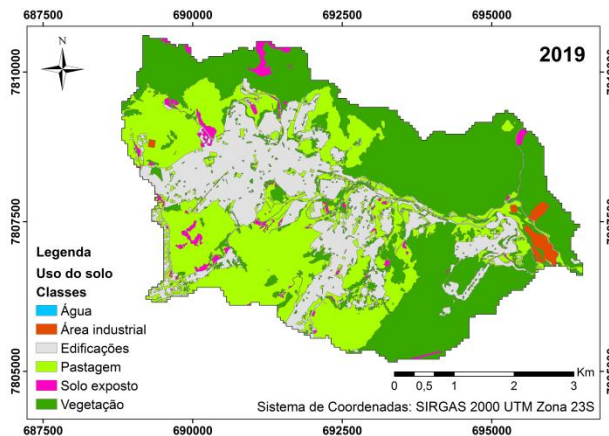 687500 690000 692500 695000
N
2019
7810000
7807500
7805000
Legenda
Uso do solo
Classes
Água
Área industrial
Edificações
Pastagem
Solo exposto
Vegetação
Km
0 0,5 1 2 3
Sistema de Coordenadas: SIRGAS 2000 UTM Zona 23S
687500 690000 692500 695000